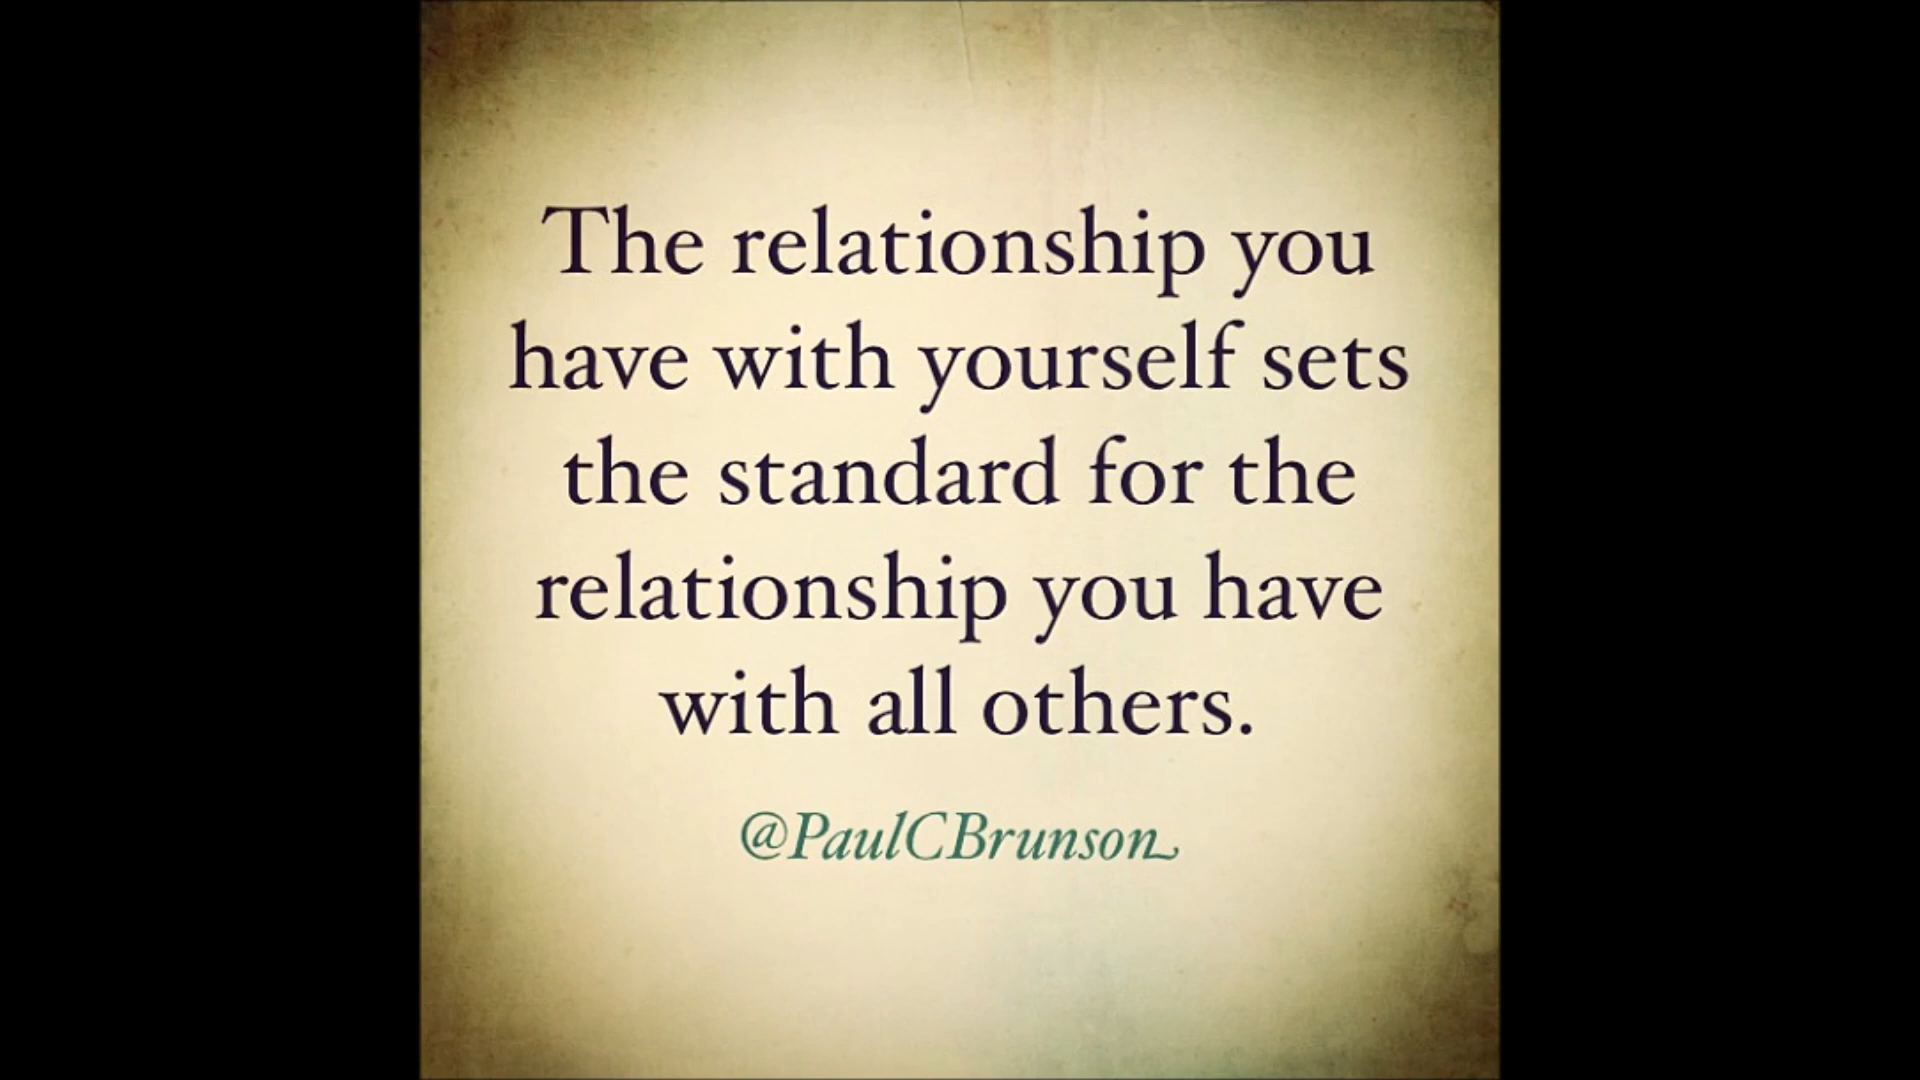 The relationship you
have with yourself sets
the standard for the
relationship you have
with all others.
@PaulCBrunson